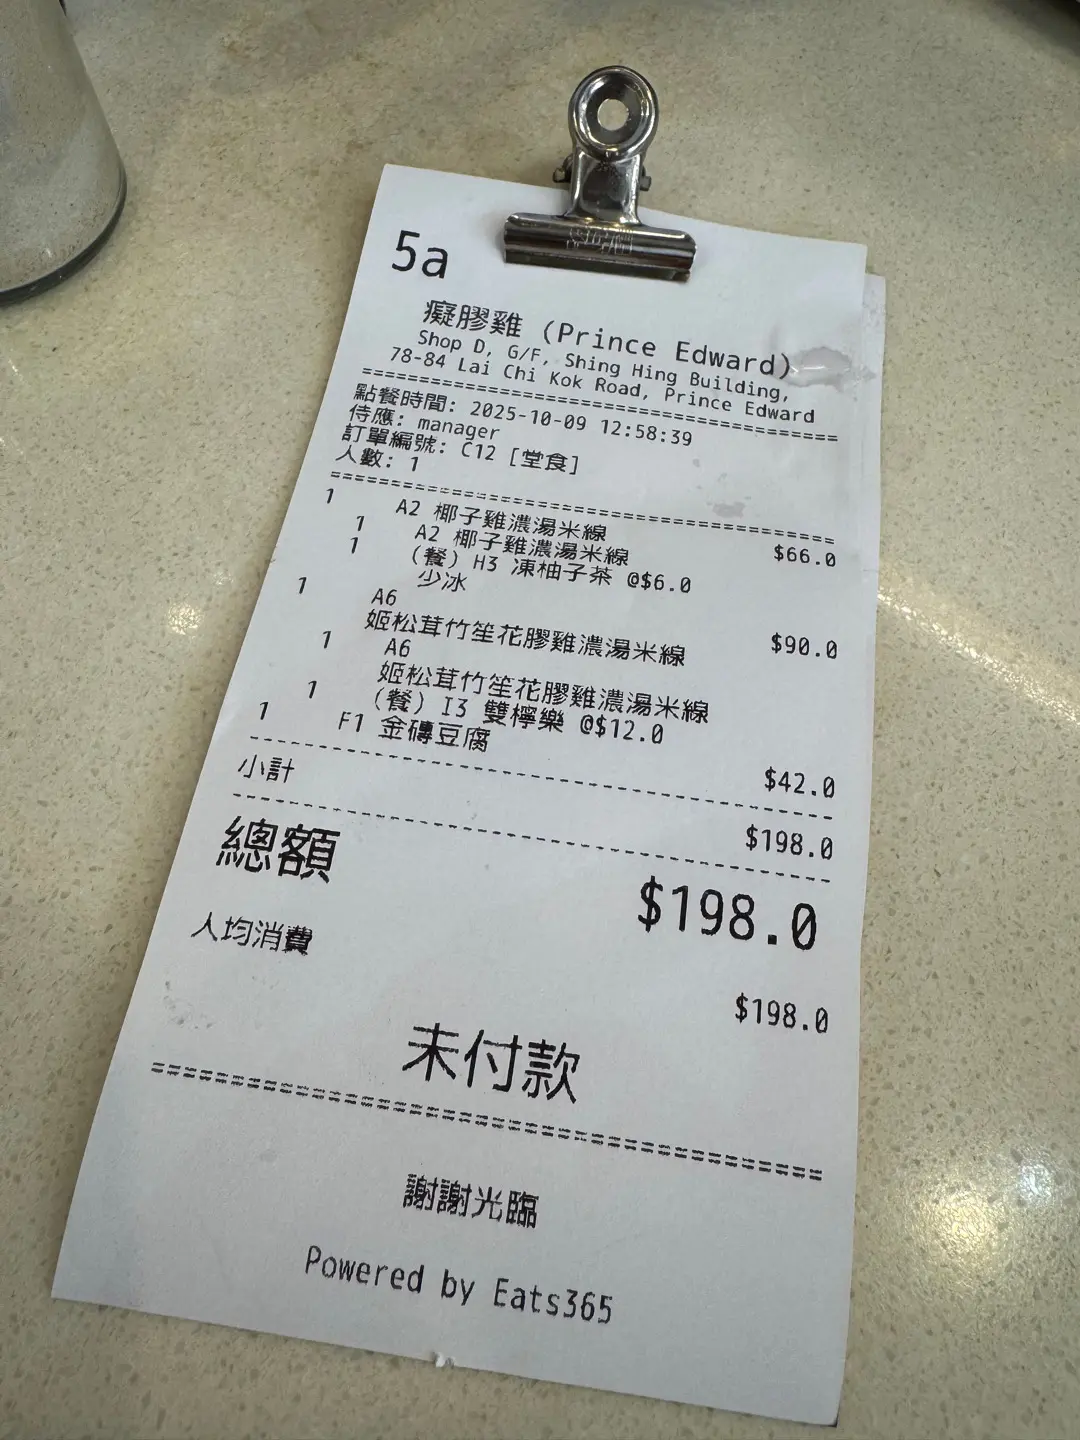 5a
癡膠雞 (Prince Edward)
Shop D, G/F, Shing Hing Building,
78-84 Lai Chi Kok Road, Prince Edward
點餐時間: 2025-10-09 12:58:39
侍應: manager
訂單編號: C12 [堂食]
人數: 1
1 A2 椰子雞濃湯米線 $66.0
1 A2 椰子雞濃湯米線
1 (餐) H3 凍柚子茶 @$6.0
少冰
1 A6
姬松茸竹笙花膠雞濃湯米線 $90.0
1 A6
姬松茸竹笙花膠雞濃湯米線
1 (餐) I3 雙檸樂 @$12.0
1 F1 金磚豆腐 $42.0
小計 $198.0
總額 $198.0
人均消費 $198.0
未付款
謝謝光臨
Powered by Eats365